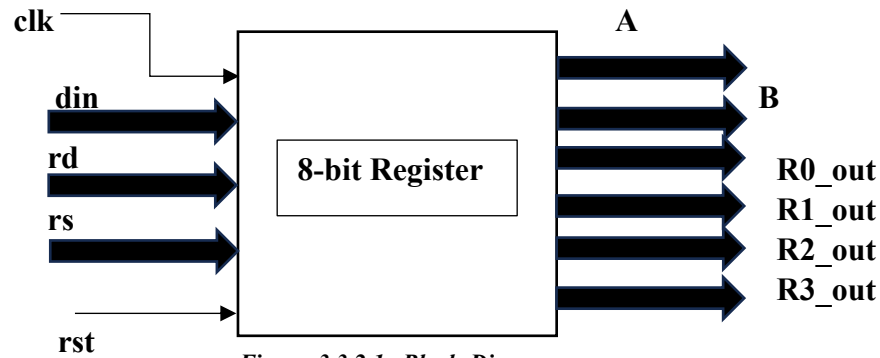 clk
A
din
B
rd
8-bit Register
R0_out
rs
R1_out
R2_out
R3_out
rst